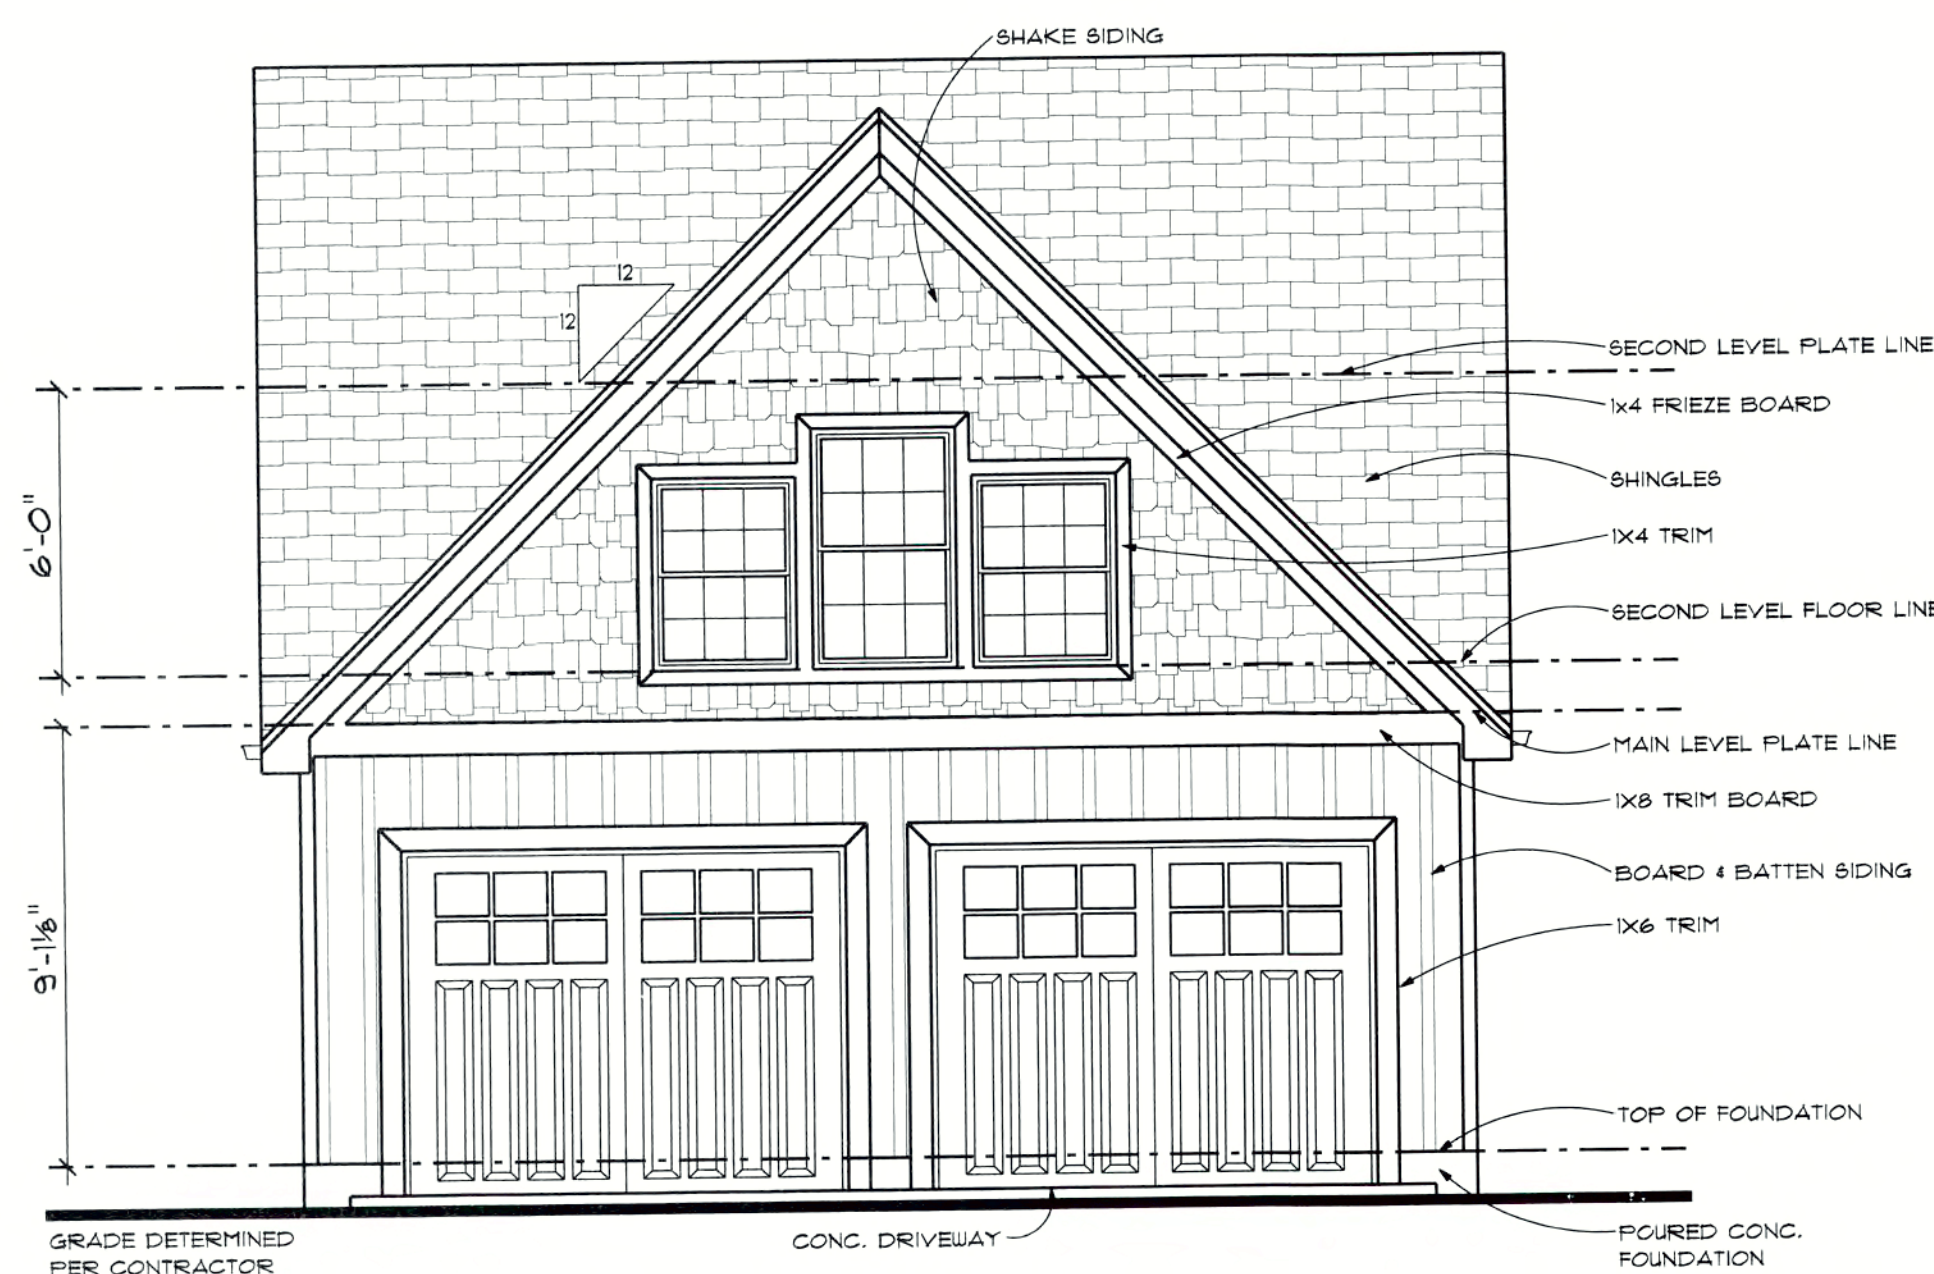 SHAKE SIDING
12
12
SECOND LEVEL PLATE LINE
1x4 FRIEZE BOARD
SHINGLES
1X4 TRIM
6'-0"
SECOND LEVEL FLOOR LINE
MAIN LEVEL PLATE LINE
1X8 TRIM BOARD
BOARD & BATTEN SIDING
1X6 TRIM
9'-1⅛"
TOP OF FOUNDATION
GRADE DETERMINED
PER CONTRACTOR
CONC. DRIVEWAY
POURED CONC.
FOUNDATION